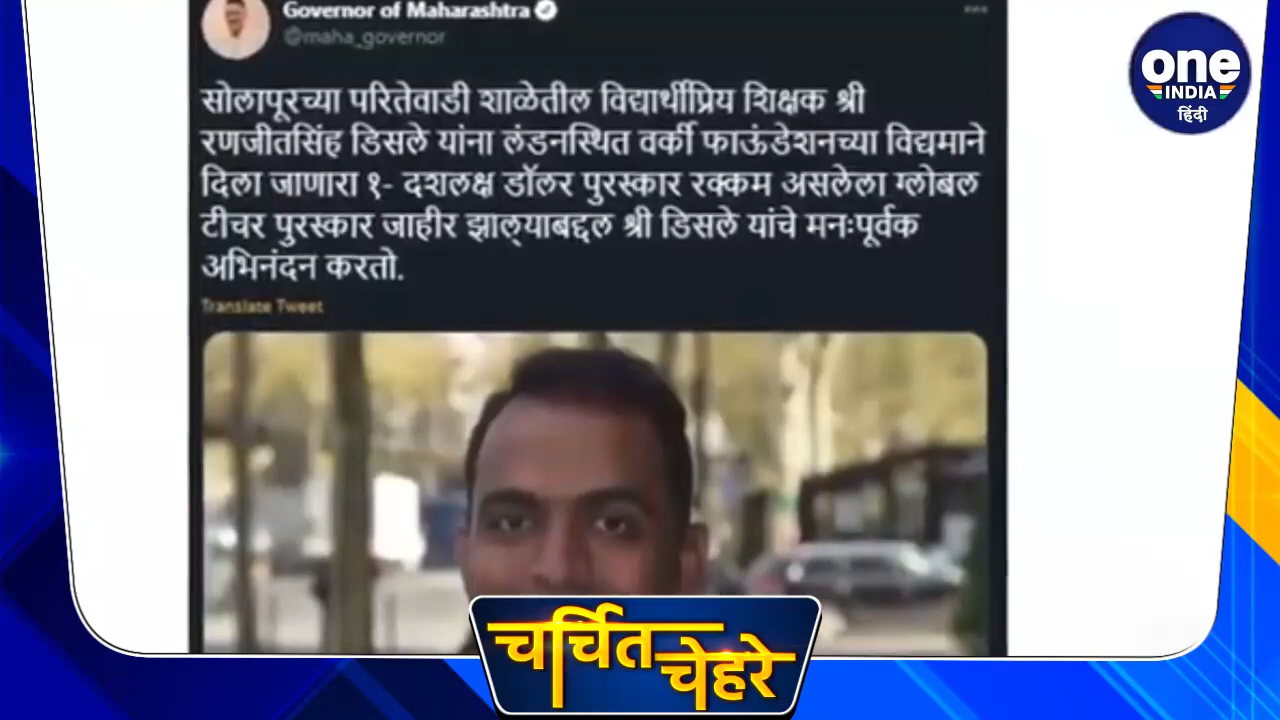 Governor of Maharashtra
@maha_governor
सोलापूरच्या परितेवाडी शाळेतील विद्यार्थीप्रिय शिक्षक श्री
रणजीतसिंह डिसले यांना लंडनस्थित वर्की फाऊंडेशनच्या विद्यमाने
दिला जाणारा १- दशलक्ष डॉलर पुरस्कार रक्कम असलेला ग्लोबल
टीचर पुरस्कार जाहीर झाल्याबद्दल श्री डिसले यांचे मनःपूर्वक
अभिनंदन करतो.
Translate Tweet
one
INDIA
हिंदी
चर्चित चेहरे